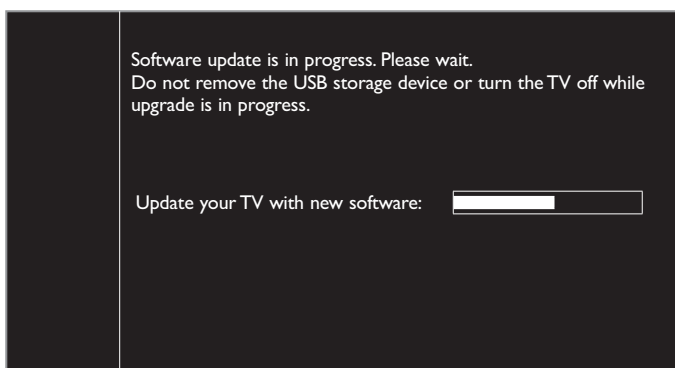 Software update is in progress. Please wait.
Do not remove the USB storage device or turn the TV off while
upgrade is in progress.
Update your TV with new software: